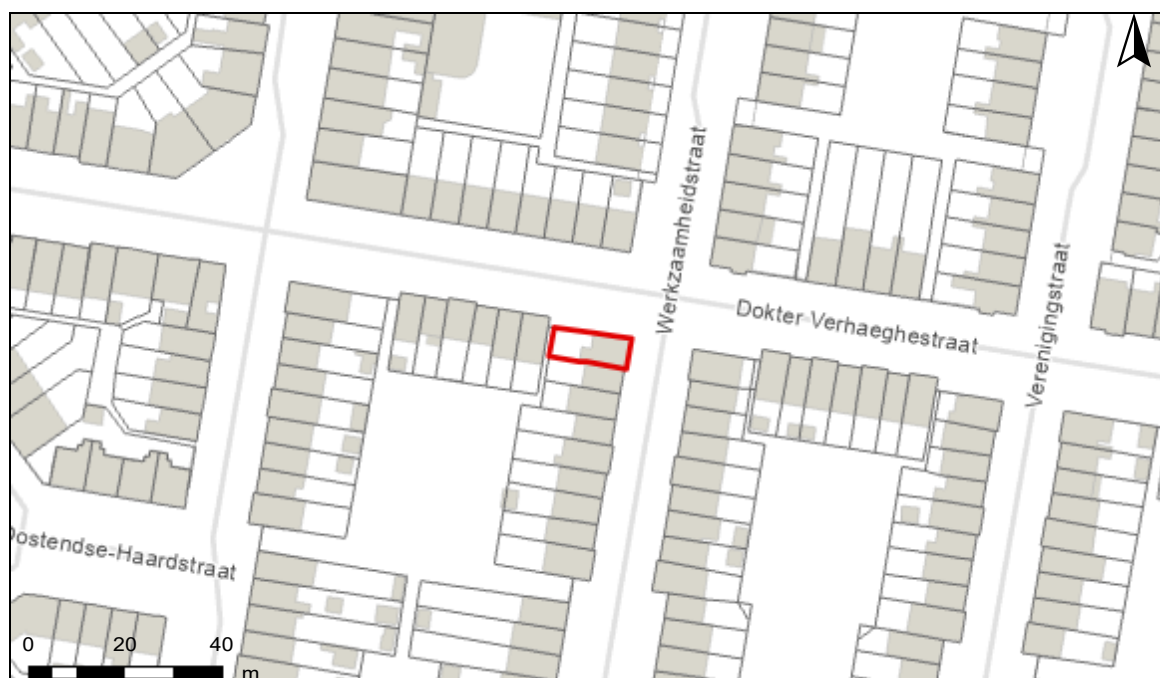 Werkzaamheidstraat
Dokter Verhaeghestraat
Verenigingstraat
Oostendse-Haardstraat
0 20 40
m